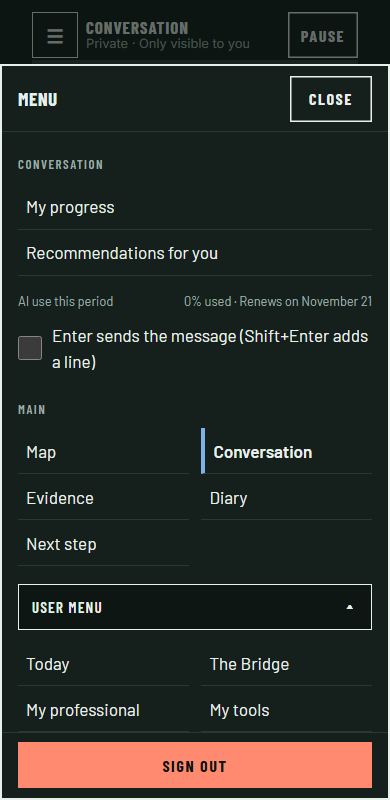 CONVERSATION
Private · Only visible to you
PAUSE
MENU
CLOSE
CONVERSATION
My progress
Recommendations for you
AI use this period
0% used · Renews on November 21
Enter sends the message (Shift+Enter adds
a line)
MAIN
Map
Conversation
Evidence
Diary
Next step
USER MENU
Today
The Bridge
My professional
My tools
SIGN OUT